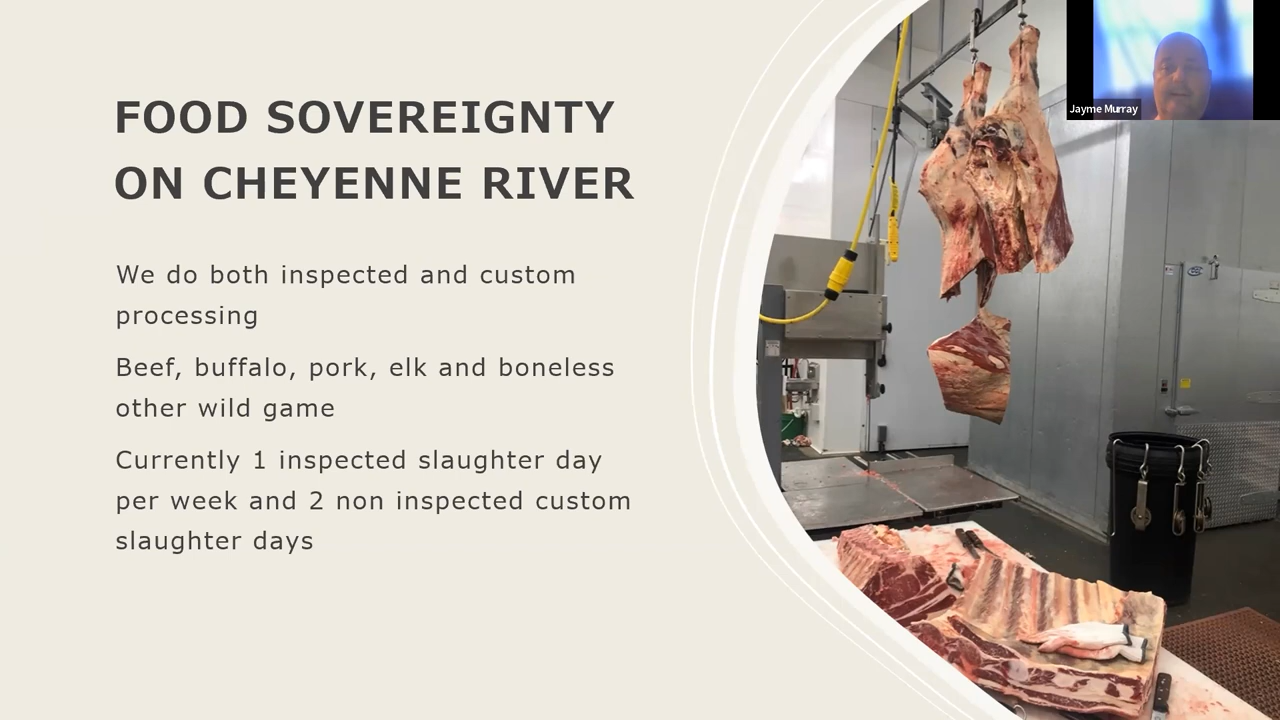 FOOD SOVEREIGNTY
ON CHEYENNE RIVER
We do both inspected and custom
processing
Beef, buffalo, pork, elk and boneless
other wild game
Currently 1 inspected slaughter day
per week and 2 non inspected custom
slaughter days
Jayme Murray